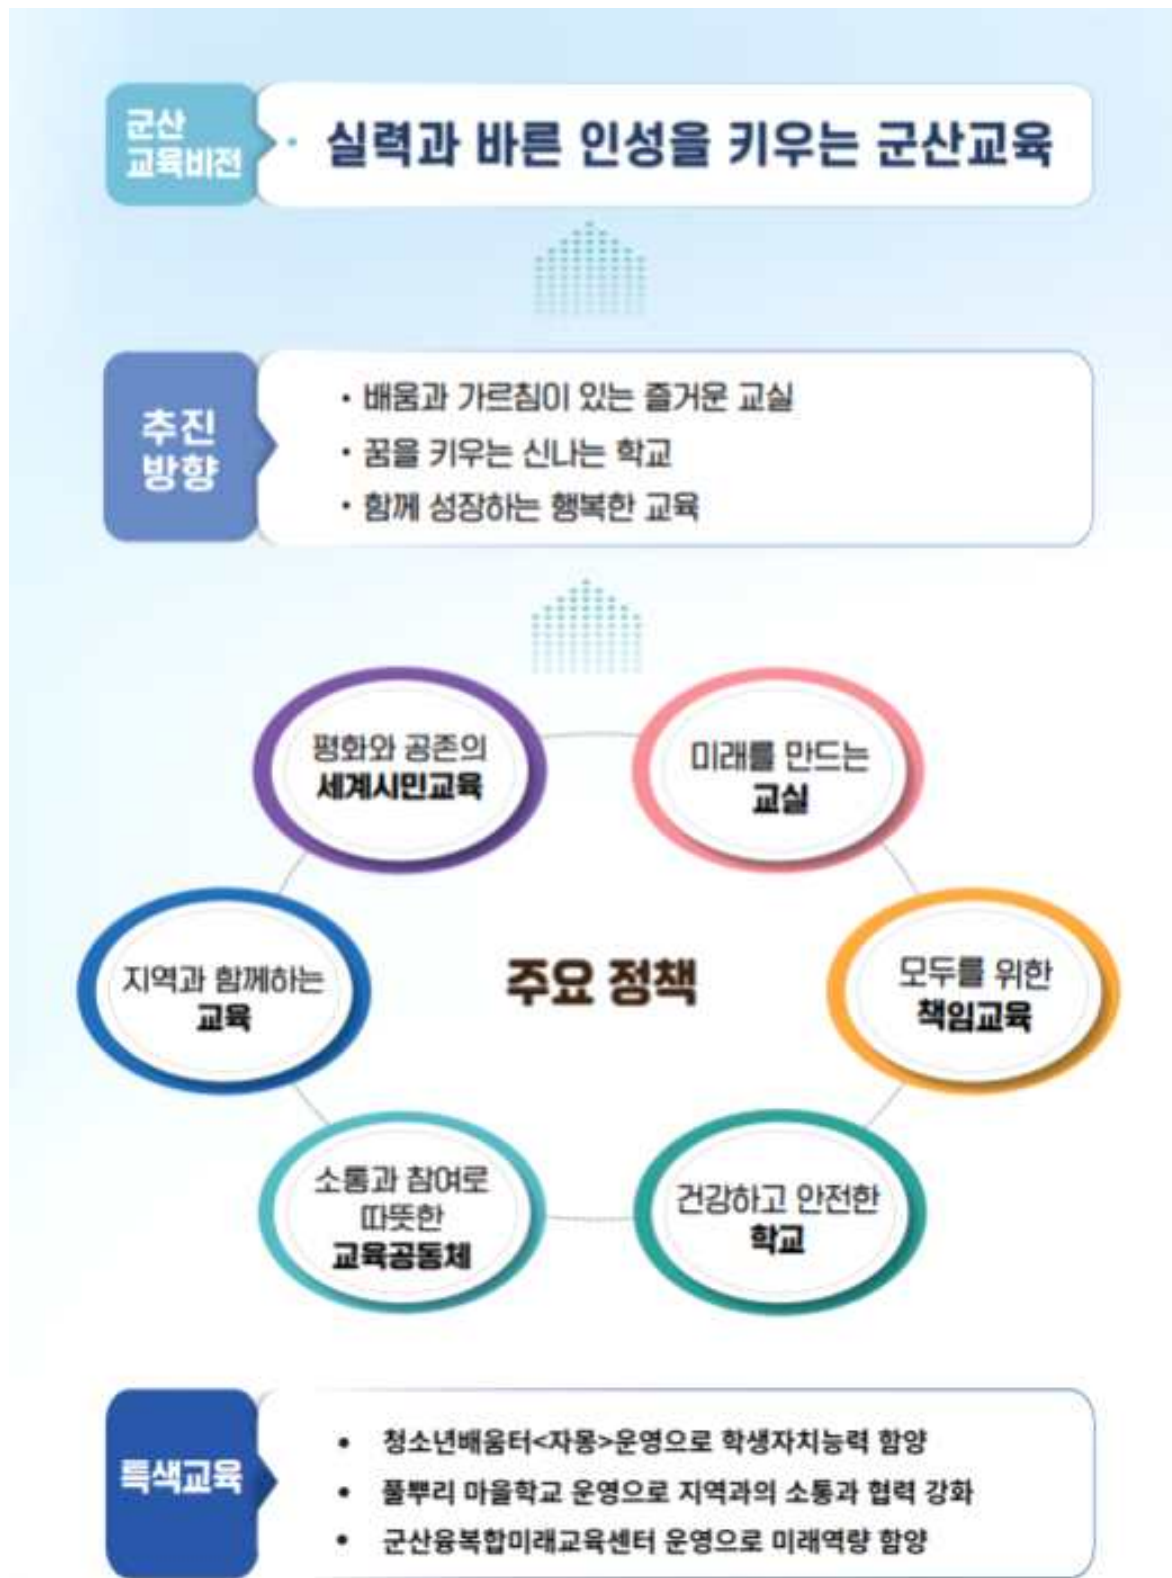 군산
교육비전
실력과 바른 인성을 키우는 군산교육
추진
방향
· 배움과 가르침이 있는 즐거운 교실
· 꿈을 키우는 신나는 학교
· 함께 성장하는 행복한 교육
평화와 공존의
세계시민교육
미래를 만드는
교실
지역과 함께하는
교육
주요 정책
모두를 위한
책임교육
소통과 참여로
따뜻한
교육공동체
건강하고 안전한
학교
특색교육
• 청소년배움터<자몽>운영으로 학생자치능력 함양
• 풀뿌리 마을학교 운영으로 지역과의 소통과 협력 강화
• 군산융복합미래교육센터 운영으로 미래역량 함양